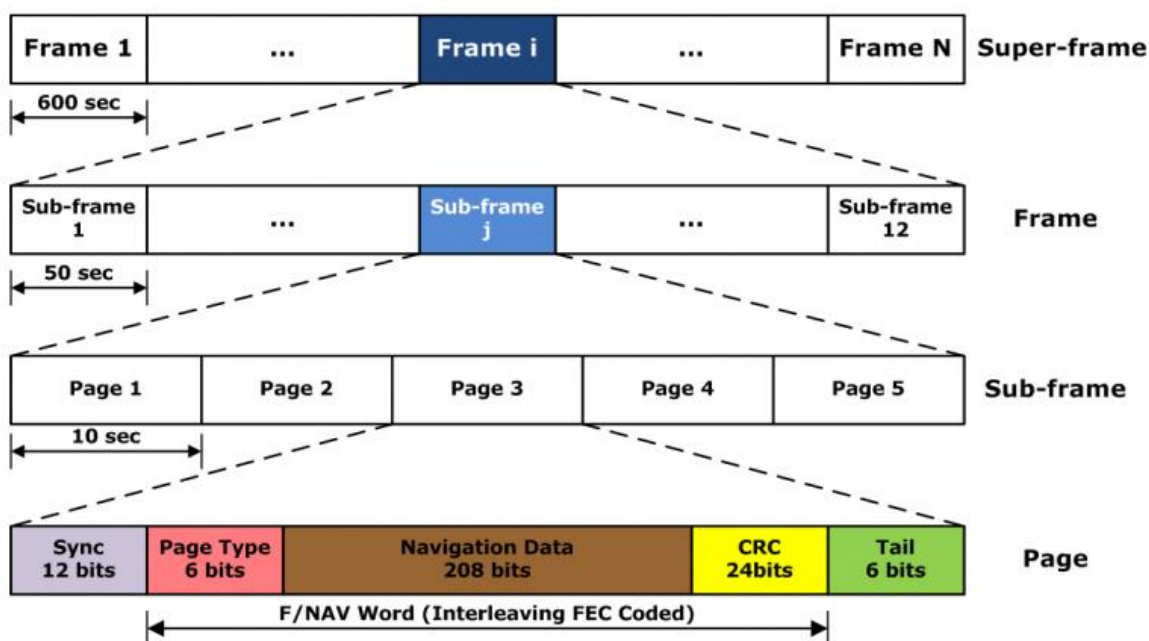 Frame 1 ... Frame i ... Frame N Super-frame
600 sec
Sub-frame 1 ... Sub-frame j ... Sub-frame 12 Frame
50 sec
Page 1 Page 2 Page 3 Page 4 Page 5 Sub-frame
10 sec
Sync Page Type Navigation Data CRC Tail Page
12 bits 6 bits 208 bits 24bits 6 bits
F/NAV Word (Interleaving FEC Coded)